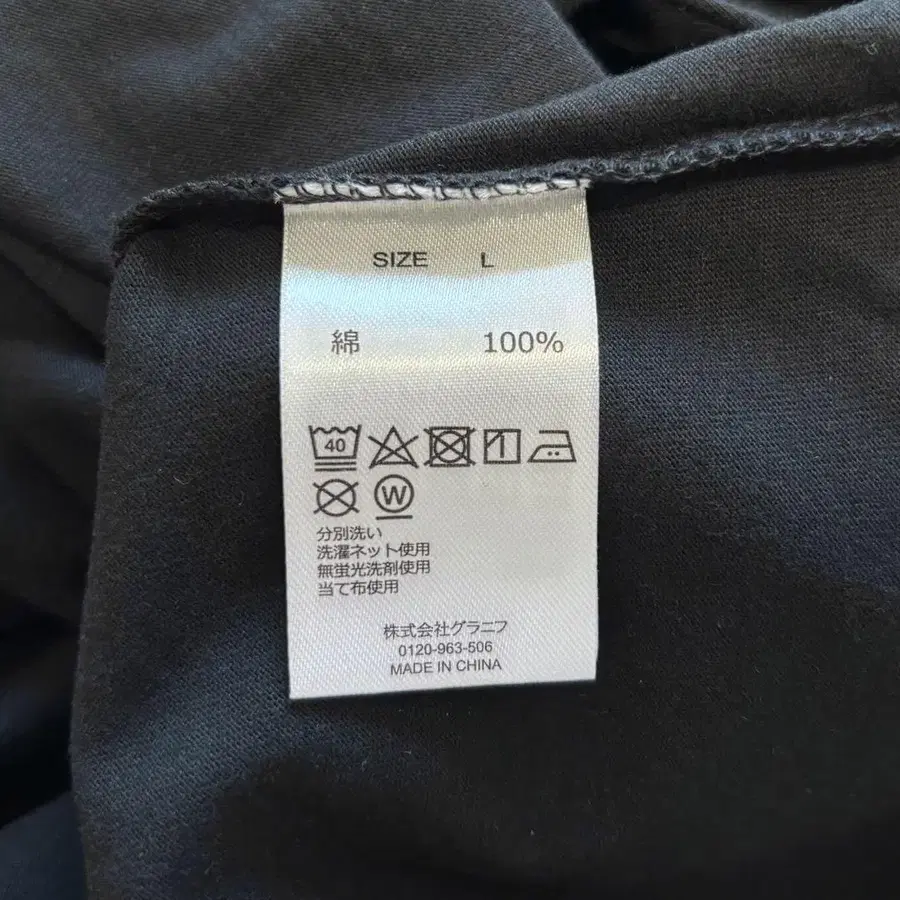 SIZE L
綿 100%
40
W
分別洗い
洗濯ネット使用
無蛍光洗剤使用
当て布使用
株式会社グラニフ
0120-963-506
MADE IN CHINA